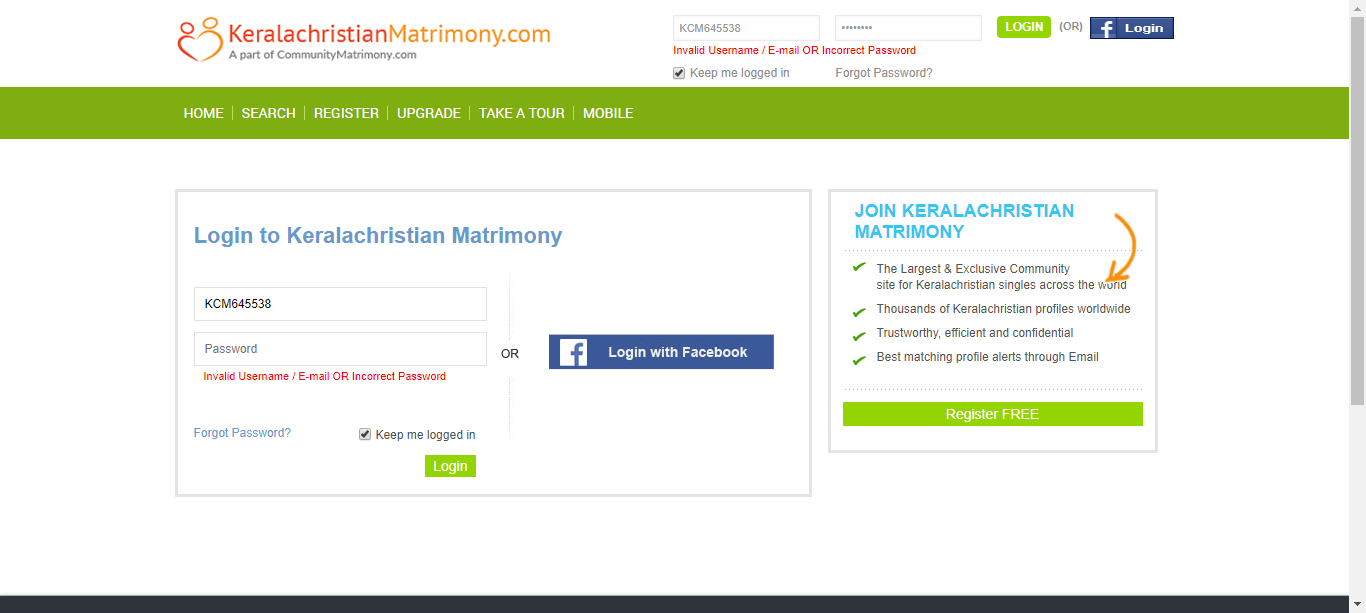 KeralachristianMatrimony.com
A part of CommunityMatrimony.com
KCM645538 ••••••••
LOGIN (OR) f Login
Invalid Username / E-mail OR Incorrect Password
Keep me logged in Forgot Password?
HOME SEARCH REGISTER UPGRADE TAKE A TOUR MOBILE
Login to Keralachristian Matrimony
KCM645538
Password
Invalid Username / E-mail OR Incorrect Password
Forgot Password? Keep me logged in
Login
OR
f Login with Facebook
JOIN KERALACHRISTIAN
MATRIMONY
The Largest & Exclusive Community
site for Keralachristian singles across the world
Thousands of Keralachristian profiles worldwide
Trustworthy, efficient and confidential
Best matching profile alerts through Email
Register FREE